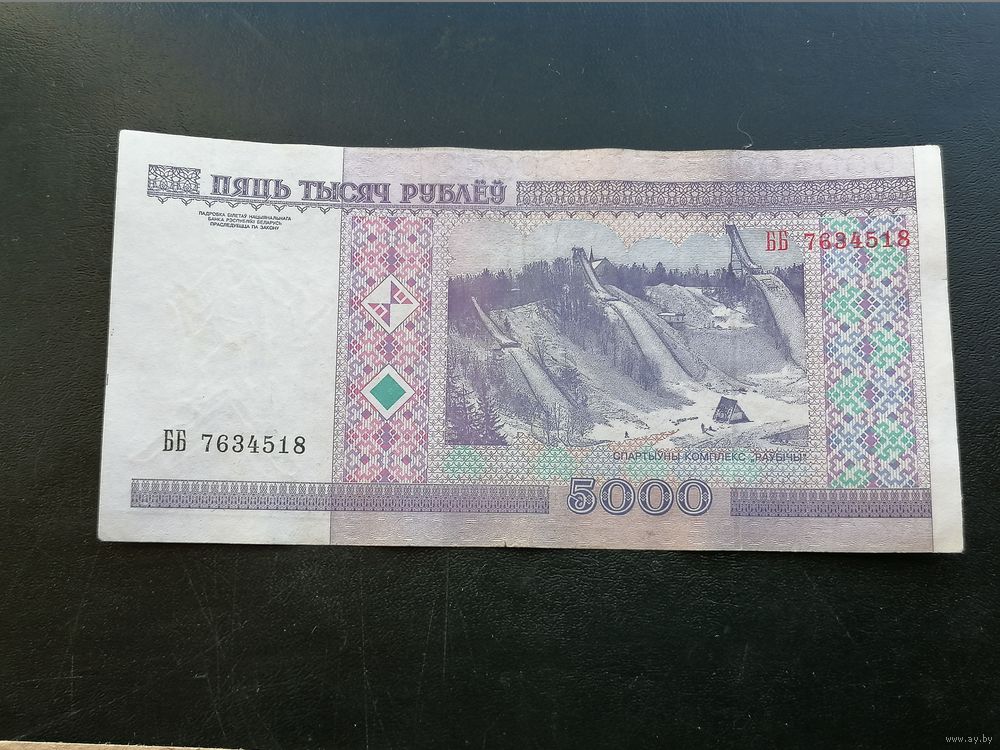 ПЯЦЬ ТЫСЯЧ РУБЛЁЎ
ПАДРОБКА БІЛЕТАЎ НАЦЫЯНАЛЬНАГА
БАНКА РЭСПУБЛІКІ БЕЛАРУСЬ
ПРАСЛЕДУЕЦЦА ПА ЗАКОНУ
ББ 7634518
ББ 7634518
СПАРТЫЎНЫ КОМПЛЕКС "РАЎБІЧЫ"
5000
www.ay.by